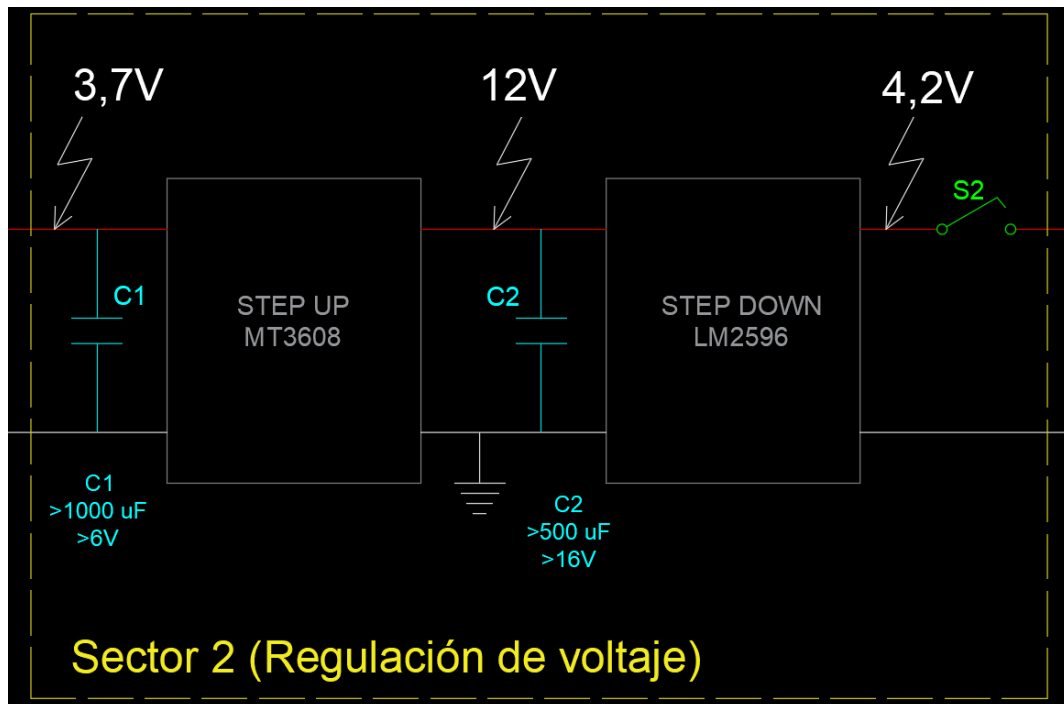 3,7V
12V
4,2V
S2
C1
C2
STEP UP
MT3608
STEP DOWN
LM2596
C1
>1000 uF
>6V
C2
>500 uF
>16V
Sector 2 (Regulación de voltaje)